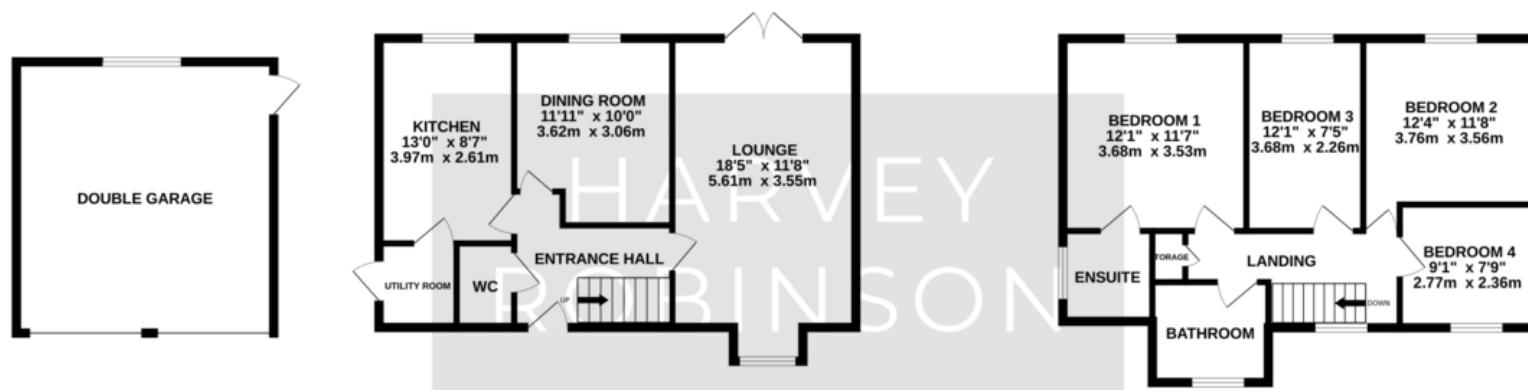 DOUBLE GARAGE
KITCHEN
13'0" x 8'7"
3.97m x 2.61m
DINING ROOM
11'11" x 10'0"
3.62m x 3.06m
LOUNGE
18'5" x 11'8"
5.61m x 3.55m
ENTRANCE HALL
UTILITY ROOM
WC
UP
HARVEY
ROBINSON
BEDROOM 1
12'1" x 11'7"
3.68m x 3.53m
BEDROOM 3
12'1" x 7'5"
3.68m x 2.26m
BEDROOM 2
12'4" x 11'8"
3.76m x 3.56m
BEDROOM 4
9'1" x 7'9"
2.77m x 2.36m
ENSUITE
TORAGE
LANDING
DOWN
BATHROOM